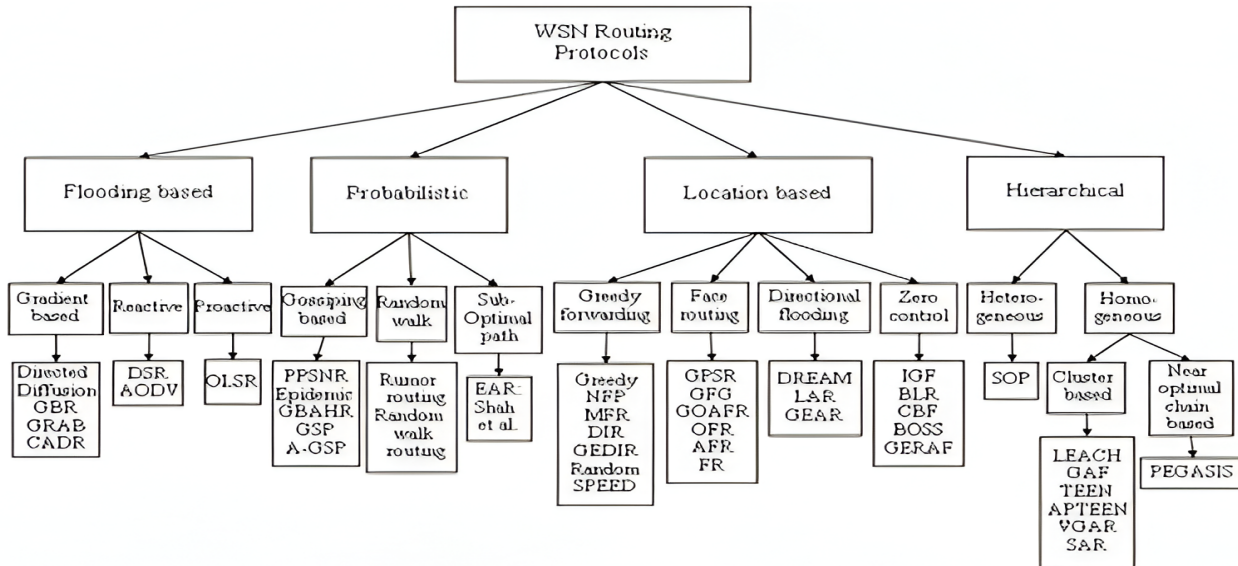 WSN Routing
Protocols
Flooding based
Probabilistic
Location based
Hierarchical
Gradient
based
Reactive
Proactive
Gossiping
based
Random
walk
Sub-
Optimal
path
Greedy
forwarding
Face
routing
Directional
flooding
Zero
control
Hetero-
geneous
Homo-
geneous
Directed
Diffusion
GBR
GRAB
CADR
DSR
AODV
OLSR
PPSNR
Epidemic
GBAHR
GSP
A-GSP
Rumor
routing
Random
walk
routing
EAR:
Shah
et al.
Greedy
NFP
MFR
DIR
GEDIR
Random
SPEED
GPSR
GFG
GOAFR
OFR
AFR
FR
DREAM
LAR
GEAR
IGF
BLR
CBF
BOSS
GERAF
SOP
Cluster
based
Near
optimal
chain
based
LEACH
GAF
TEEN
APTEEN
VGAR
SAR
PEGASIS